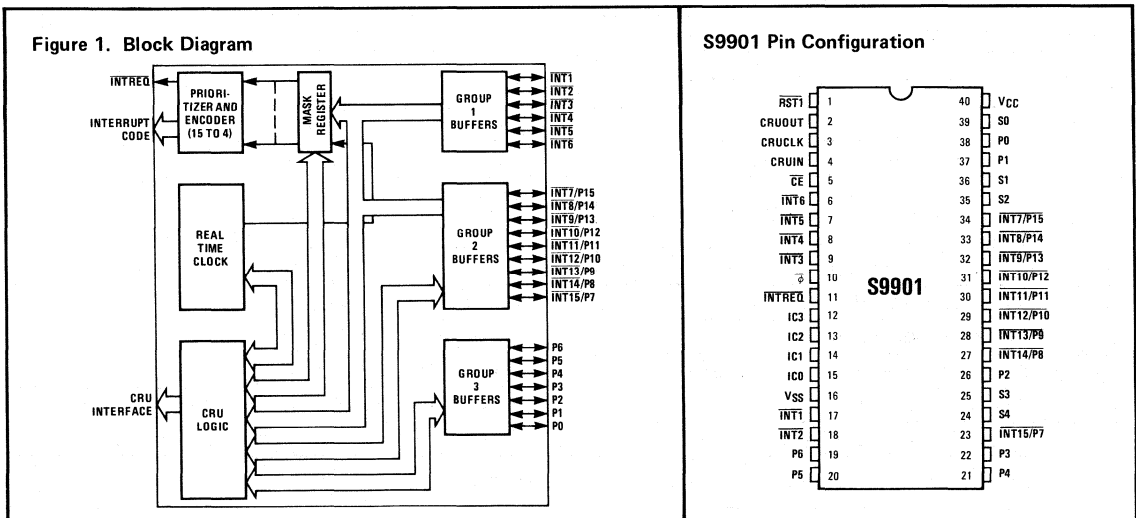 Figure 1. Block Diagram
INTREQ
PRIORI-
TIZER AND
ENCODER
(15 TO 4)
INTERRUPT
CODE
MASK
REGISTER
GROUP
1
BUFFERS
INT1
INT2
INT3
INT4
INT5
INT6
REAL
TIME
CLOCK
GROUP
2
BUFFERS
INT7/P15
INT8/P14
INT9/P13
INT10/P12
INT11/P11
INT12/P10
INT13/P9
INT14/P8
INT15/P7
CRU
INTERFACE
CRU
LOGIC
GROUP
3
BUFFERS
P6
P5
P4
P3
P2
P1
P0
S9901 Pin Configuration
RST1 1 40 VCC
CRUOUT 2 39 S0
CRUCLK 3 38 P0
CRUIN 4 37 P1
CE 5 36 S1
INT6 6 35 S2
INT5 7 34 INT7/P15
INT4 8 33 INT8/P14
INT3 9 32 INT9/P13
φ 10 31 INT10/P12
S9901
INTREQ 11 30 INT11/P11
IC3 12 29 INT12/P10
IC2 13 28 INT13/P9
IC1 14 27 INT14/P8
IC0 15 26 P2
VSS 16 25 S3
INT1 17 24 S4
INT2 18 23 INT15/P7
P6 19 22 P3
P5 20 21 P4